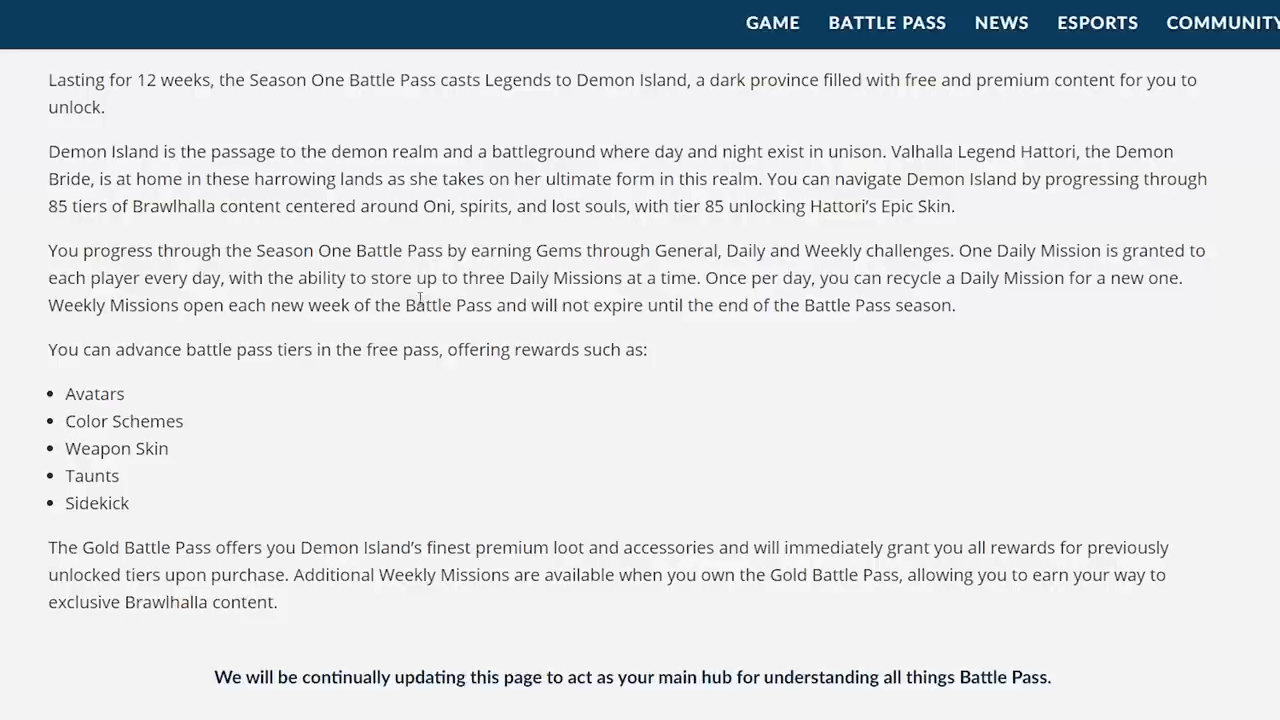 GAME BATTLE PASS NEWS ESPORTS COMMUNITY
Lasting for 12 weeks, the Season One Battle Pass casts Legends to Demon Island, a dark province filled with free and premium content for you to
unlock.
Demon Island is the passage to the demon realm and a battleground where day and night exist in unison. Valhalla Legend Hattori, the Demon
Bride, is at home in these harrowing lands as she takes on her ultimate form in this realm. You can navigate Demon Island by progressing through
85 tiers of Brawlhalla content centered around Oni, spirits, and lost souls, with tier 85 unlocking Hattori’s Epic Skin.
You progress through the Season One Battle Pass by earning Gems through General, Daily and Weekly challenges. One Daily Mission is granted to
each player every day, with the ability to store up to three Daily Missions at a time. Once per day, you can recycle a Daily Mission for a new one.
Weekly Missions open each new week of the Battle Pass and will not expire until the end of the Battle Pass season.
You can advance battle pass tiers in the free pass, offering rewards such as:
• Avatars
• Color Schemes
• Weapon Skin
• Taunts
• Sidekick
The Gold Battle Pass offers you Demon Island’s finest premium loot and accessories and will immediately grant you all rewards for previously
unlocked tiers upon purchase. Additional Weekly Missions are available when you own the Gold Battle Pass, allowing you to earn your way to
exclusive Brawlhalla content.
We will be continually updating this page to act as your main hub for understanding all things Battle Pass.